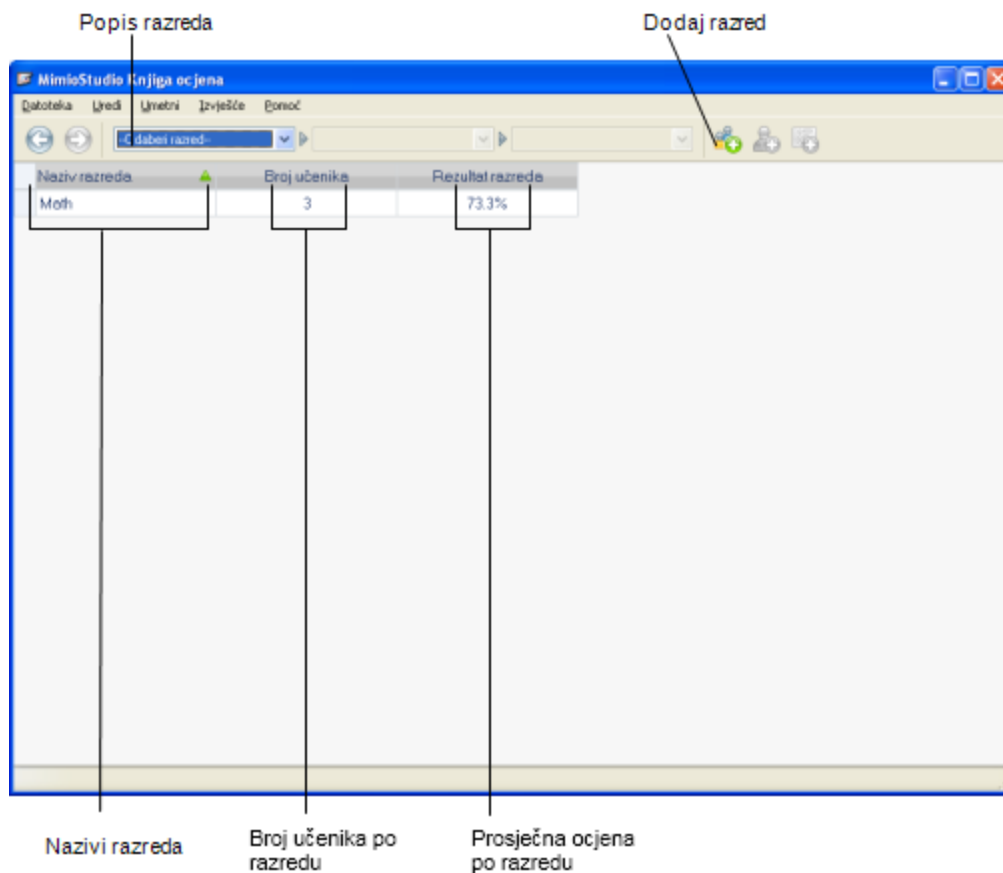 Popis razreda
Dodaj razred
MimioStudio Knjiga ocjena
Datoteka Uredi Umetni Izvješće Pomoć
--Odaberi razred--
Naziv razreda Broj učenika Rezultat razreda
Math 3 73.3%
Nazivi razreda
Broj učenika po
razredu
Prosječna ocjena
po razredu